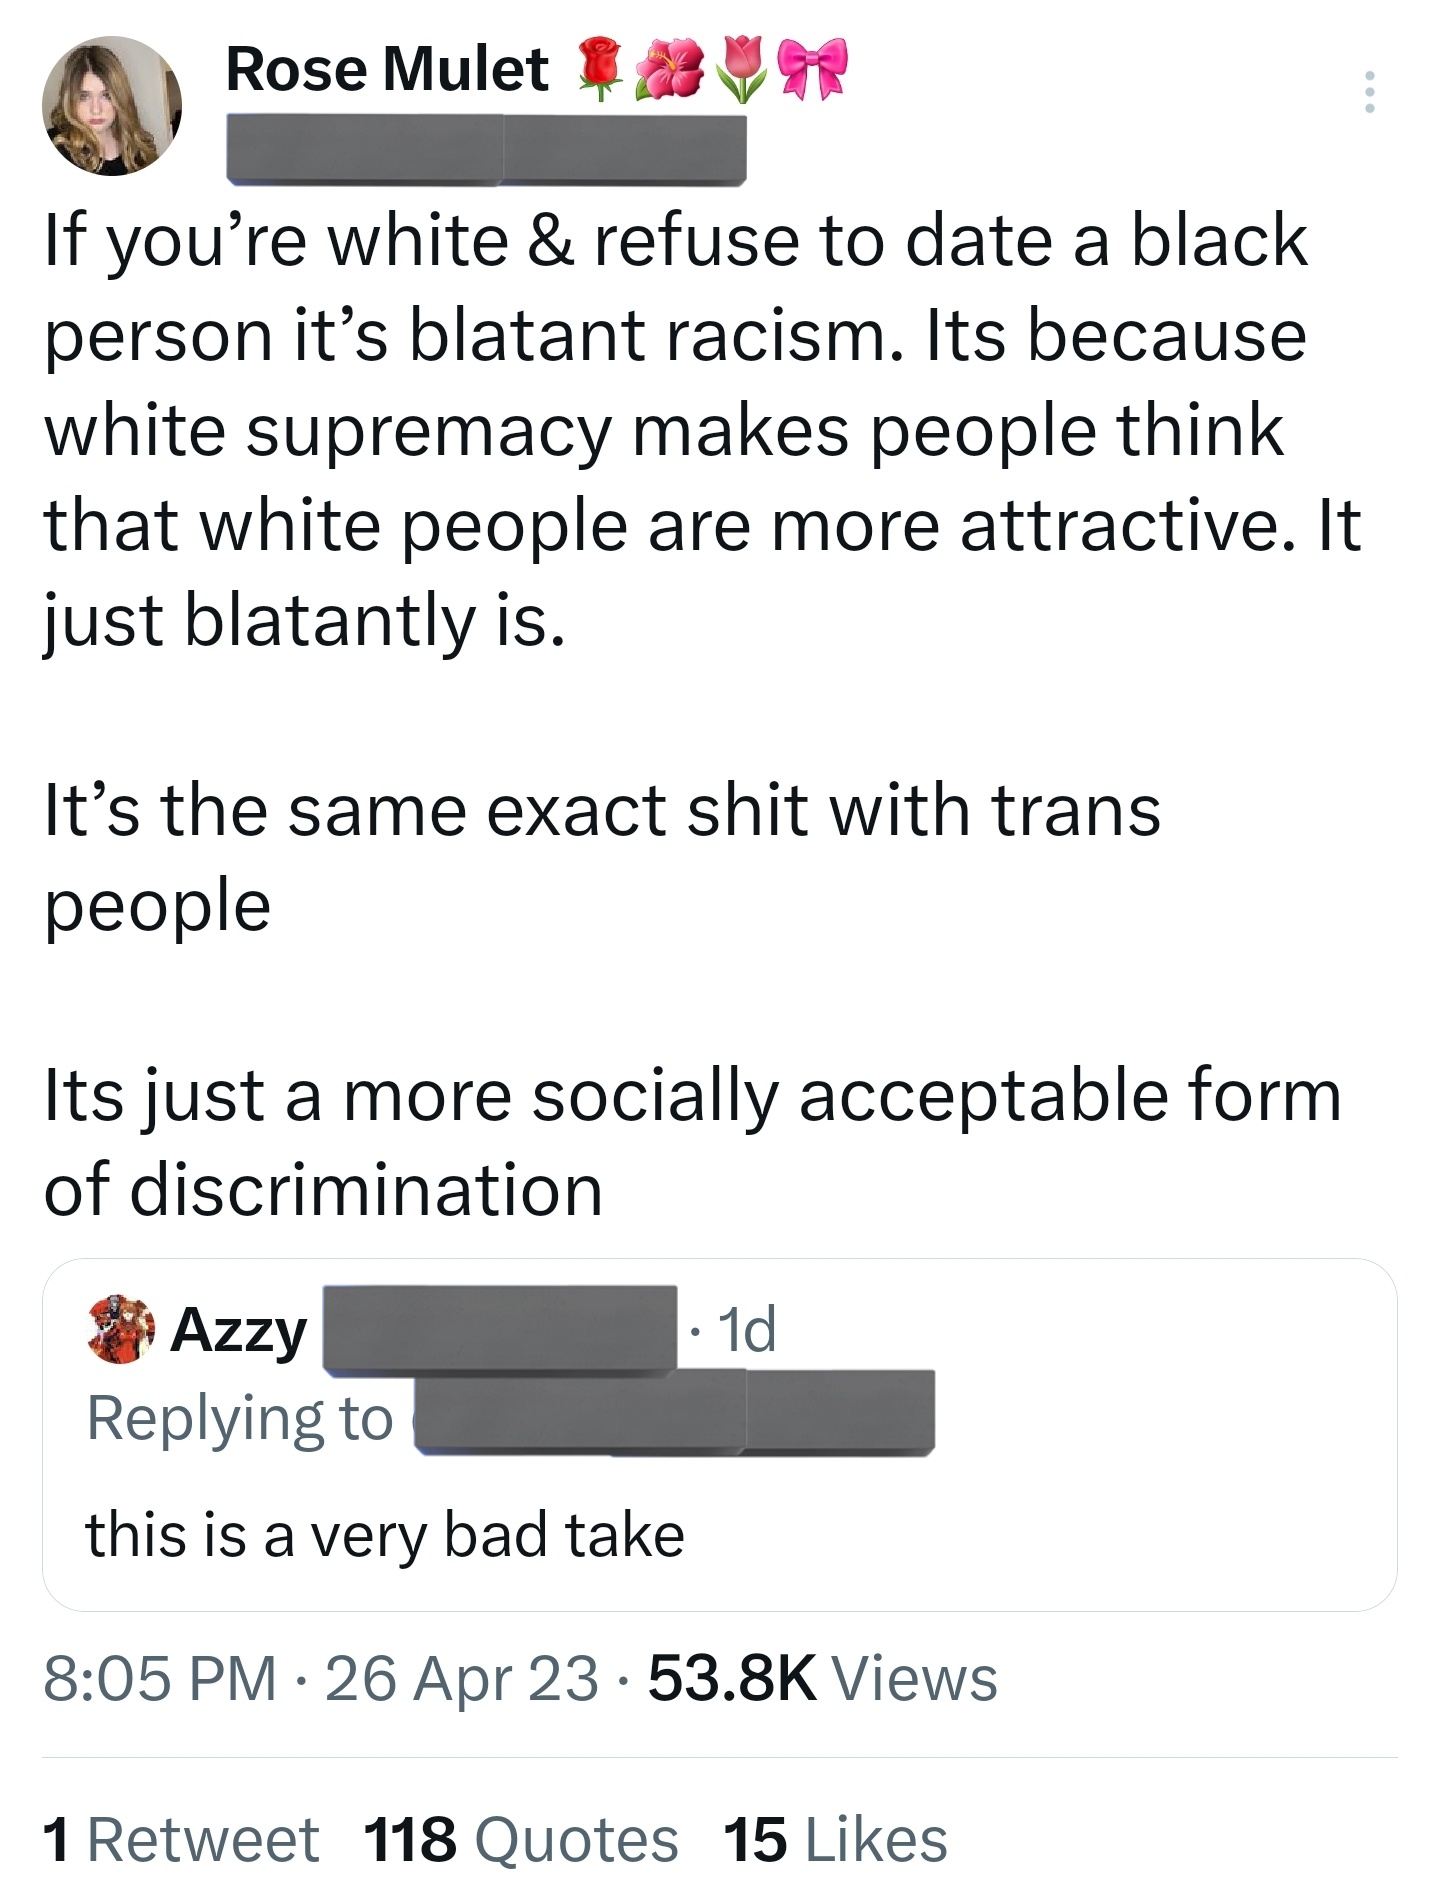 Rose Mulet 🌹🌺🌷🎀
If you’re white & refuse to date a black
person it’s blatant racism. Its because
white supremacy makes people think
that white people are more attractive. It
just blatantly is.
It’s the same exact shit with trans
people
Its just a more socially acceptable form
of discrimination
Azzy · 1d
Replying to
this is a very bad take
8:05 PM · 26 Apr 23 · 53.8K Views
1 Retweet 118 Quotes 15 Likes